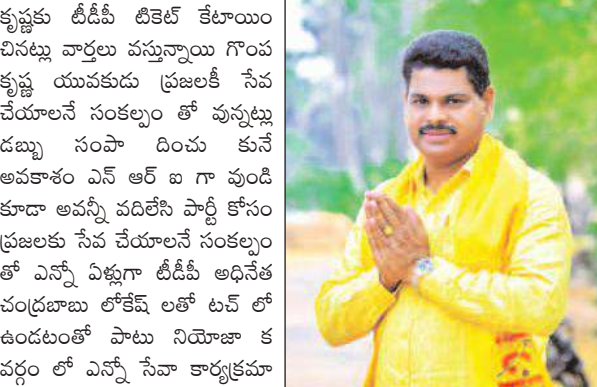 కృష్ణకు టీడీపీ టికెట్ కేటాయిం
చినట్లు వార్తలు వస్తున్నాయి గొంప
కృష్ణ యువకుడు ప్రజలకీ సేవ
చేయాలనే సంకల్పం తో వున్నట్లు
డబ్బు సంపా దించు కునే
అవకాశం ఎన్ ఆర్ ఐ గా వుండి
కూడా అవన్నీ వదిలేసి పార్టీ కోసం
ప్రజలకు సేవ చేయాలనే సంకల్పం
తో ఎన్నో ఏళ్లుగా టీడీపీ అధినేత
చంద్రబాబు లోకేష్ లతో టచ్ లో
ఉండటంతో పాటు నియోజా క
వర్గం లో ఎన్నో సేవా కార్యక్రమా